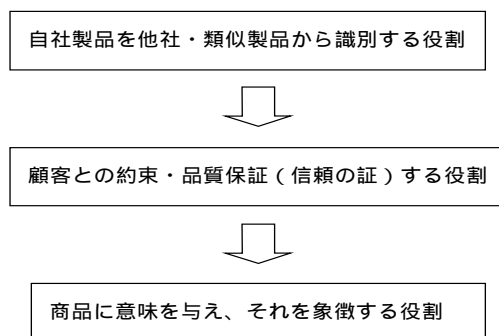 自社製品を他社・類似製品から識別する役割
顧客との約束・品質保証(信頼の証)する役割
商品に意味を与え、それを象徴する役割